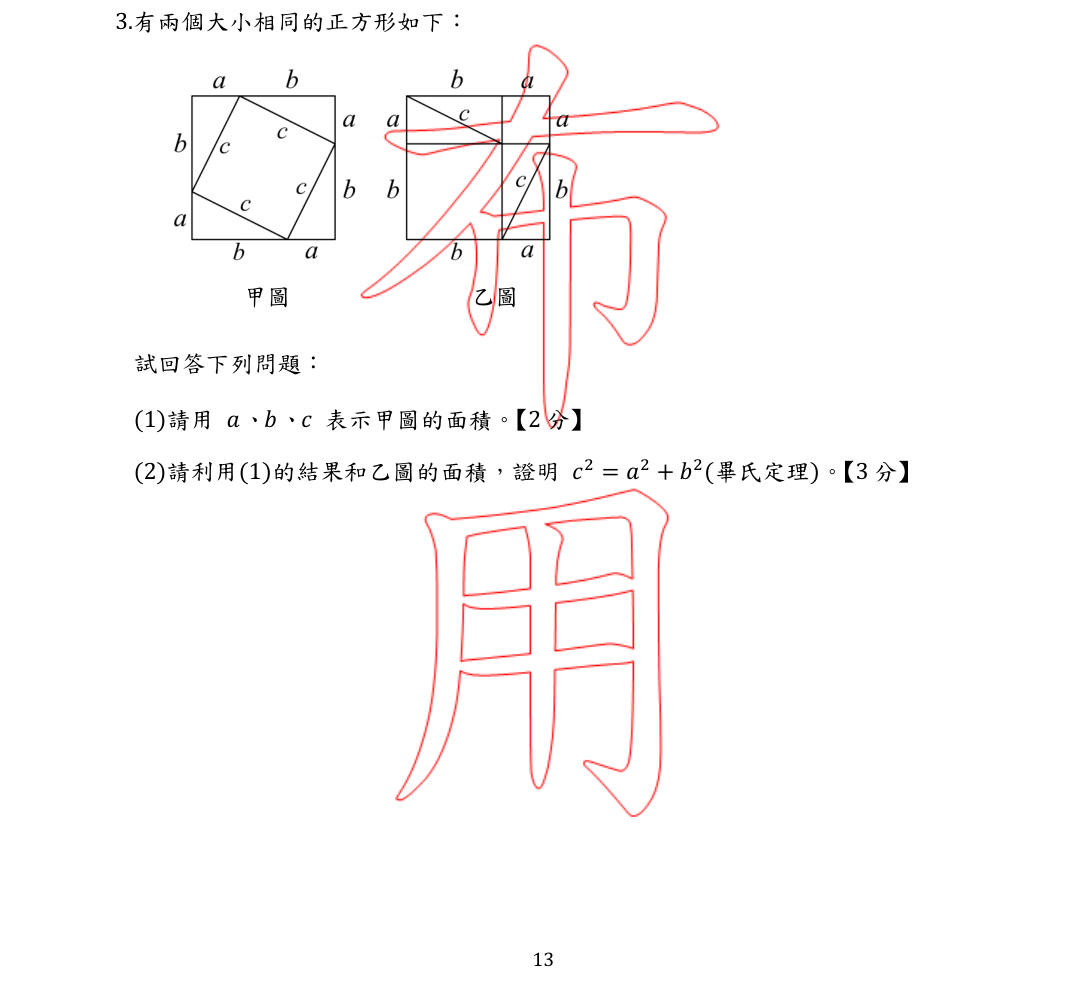 3.有兩個大小相同的正方形如下：
a b b a
b c c a a c a
a c c b b c b
b a b a
甲圖 乙圖
試回答下列問題：
(1)請用 a、b、c 表示甲圖的面積。【2 分】
(2)請利用(1)的結果和乙圖的面積，證明 c² = a² + b²(畢氏定理)。【3 分】
布
用
13